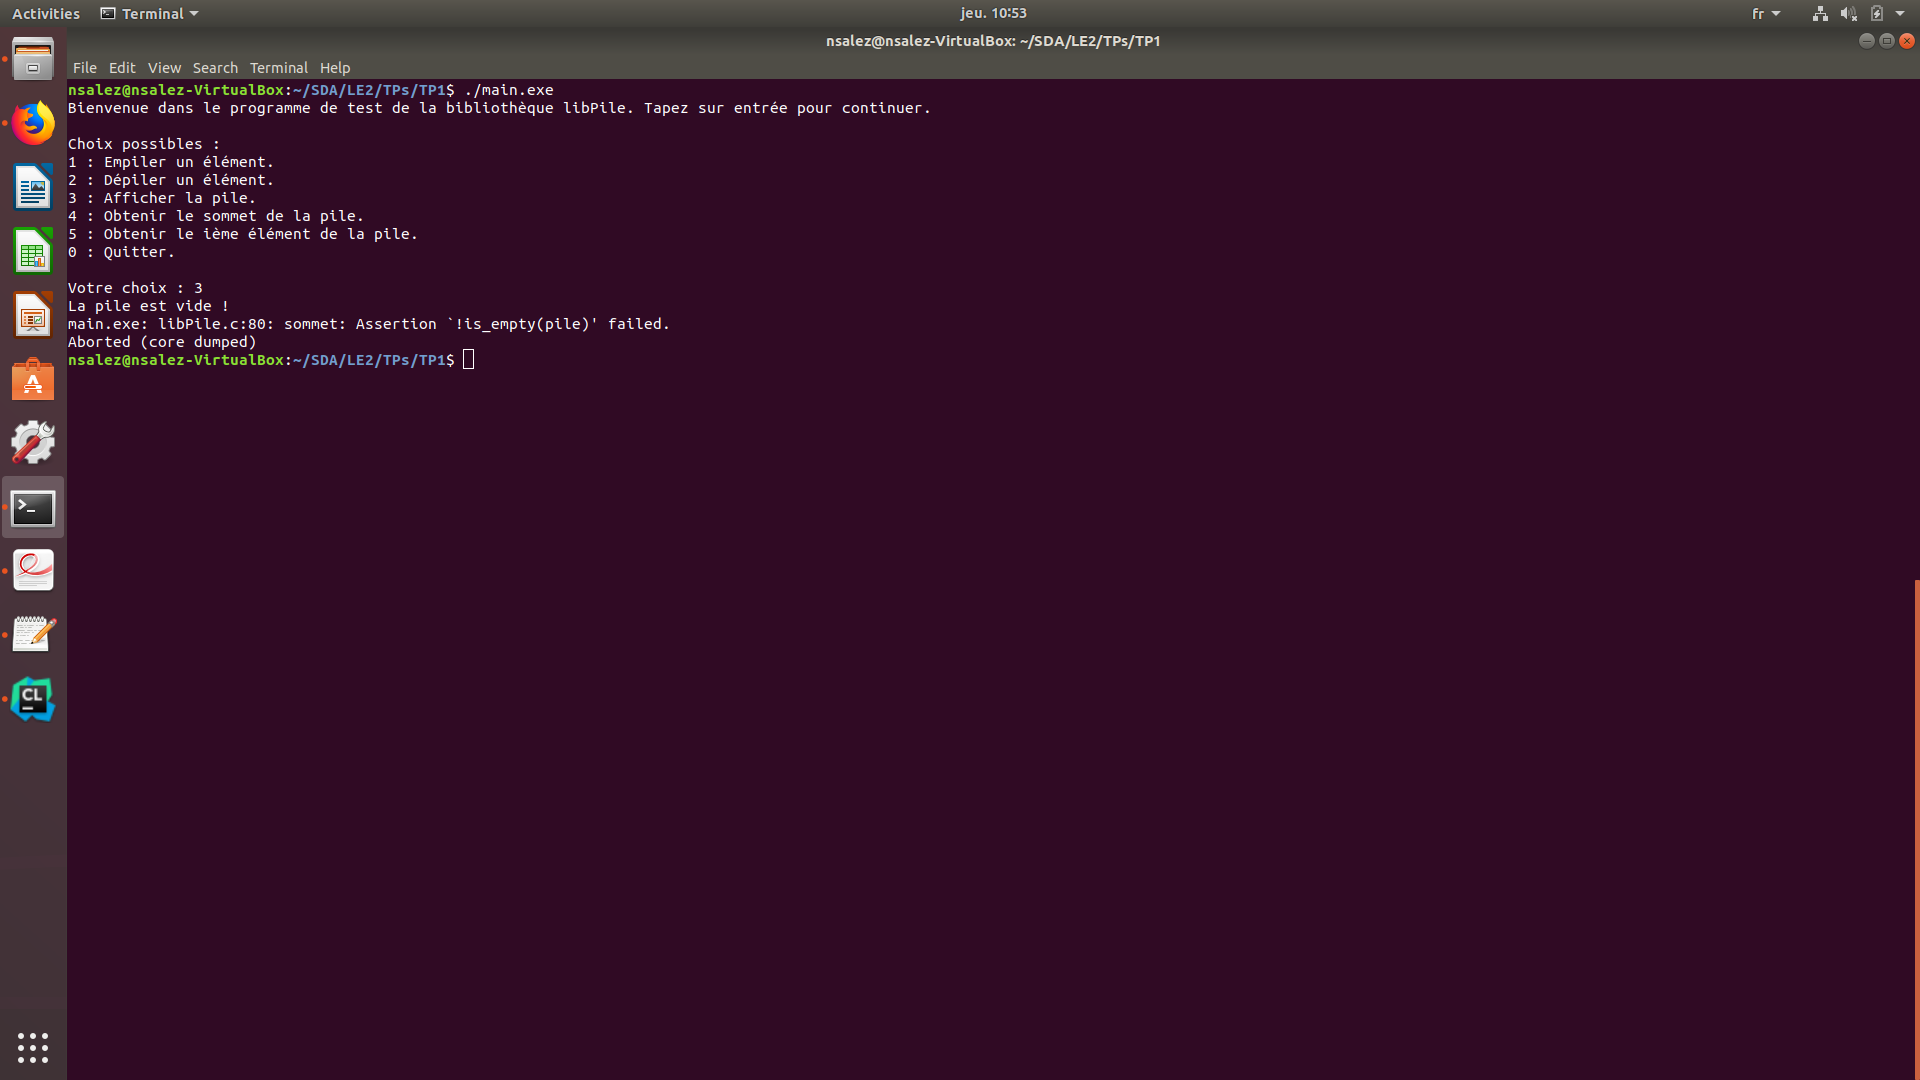 Activities Terminal jeu. 10:53 fr
nsalez@nsalez-VirtualBox: ~/SDA/LE2/TPs/TP1
File Edit View Search Terminal Help
nsalez@nsalez-VirtualBox:~/SDA/LE2/TPs/TP1$ ./main.exe
Bienvenue dans le programme de test de la bibliothèque libPile. Tapez sur entrée pour continuer.
Choix possibles :
1 : Empiler un élément.
2 : Dépiler un élément.
3 : Afficher la pile.
4 : Obtenir le sommet de la pile.
5 : Obtenir le ième élément de la pile.
0 : Quitter.
Votre choix : 3
La pile est vide !
main.exe: libPile.c:80: sommet: Assertion `!is_empty(pile)' failed.
Aborted (core dumped)
nsalez@nsalez-VirtualBox:~/SDA/LE2/TPs/TP1$
CL